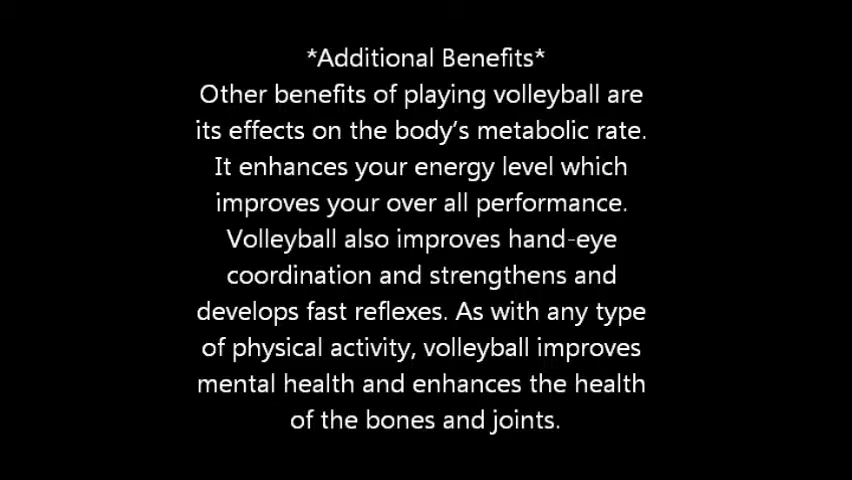 *Additional Benefits*
Other benefits of playing volleyball are
its effects on the body’s metabolic rate.
It enhances your energy level which
improves your over all performance.
Volleyball also improves hand-eye
coordination and strengthens and
develops fast reflexes. As with any type
of physical activity, volleyball improves
mental health and enhances the health
of the bones and joints.